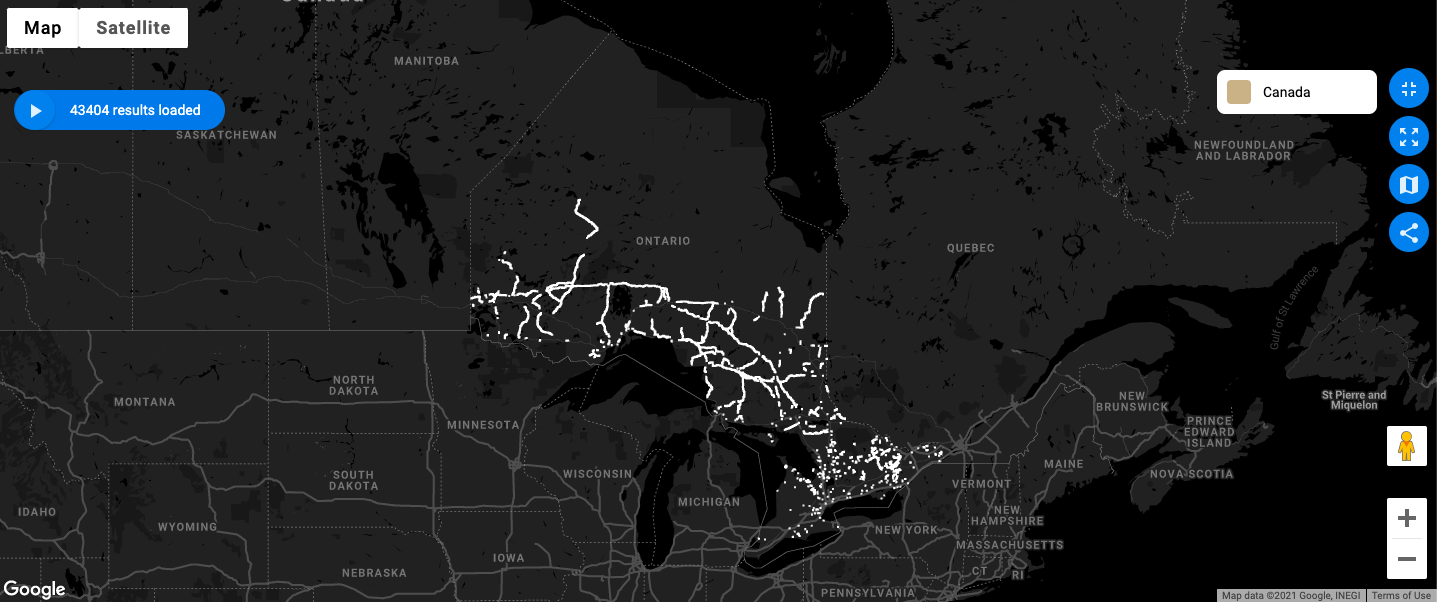 Canada
Map
Satellite
LBERTA
MANITOBA
Canada
43404 results loaded
SASKATCHEWAN
NEWFOUNDLAND
AND LABRADOR
ONTARIO
QUEBEC
Gulf of St Lawrence
NORTH
DAKOTA
MONTANA
St Pierre and
Miquelon
NEW
BRUNSWICK
PRINCE
EDWARD
ISLAND
MINNESOTA
MAINE
NOVA SCOTIA
WISCONSIN
SOUTH
DAKOTA
VERMONT
MICHIGAN
IDAHO
NEW
HAMPSHIRE
WYOMING
NEW YORK
MASSACHUSETTS
IOWA
NEBRASKA
CT
RI
PENNSYLVANIA
Google
Map data ©2021 Google, INEGI
Terms of Use